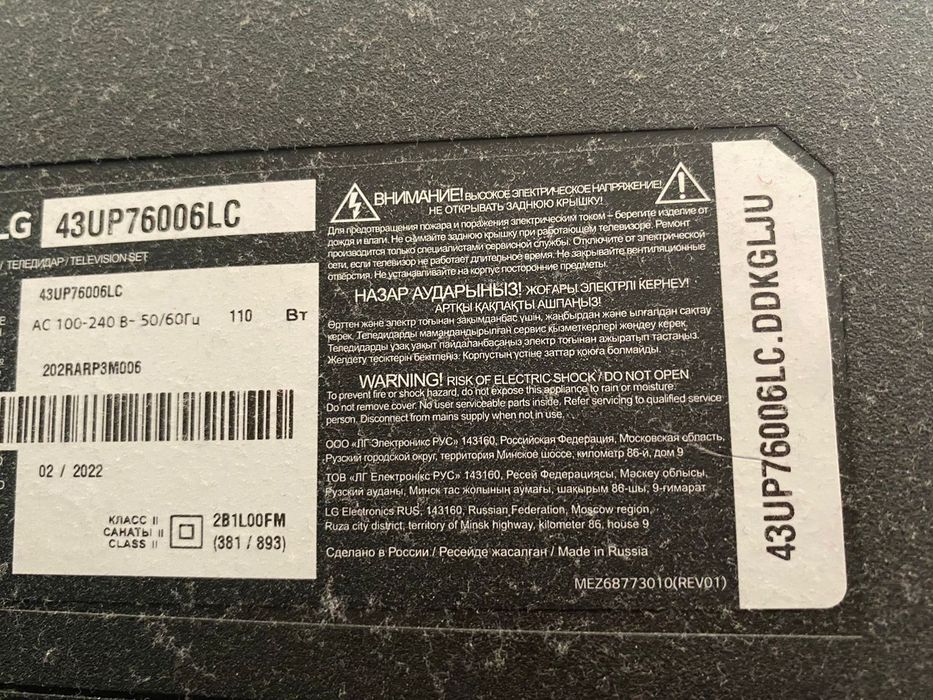 LG 43UP76006LC
/ ТЕЛЕДИДАР / TELEVISION SET
43UP76006LC
AC 100-240 В~ 50/60Гц 110 Вт
202RARP3M006
02 / 2022
КЛАСС II
САНАТЫ II
CLASS II
2B1L00FM
(381 / 893)
ВНИМАНИЕ! ВЫСОКОЕ ЭЛЕКТРИЧЕСКОЕ НАПРЯЖЕНИЕ!
НЕ ОТКРЫВАТЬ ЗАДНЮЮ КРЫШКУ!
Для предотвращения пожара и поражения электрическим током – берегите изделие от
дождя и влаги. Не снимайте заднюю крышку при работающем телевизоре. Ремонт
производится только специалистами сервисной службы. Отключите от электрической
сети, если телевизор не работает длительное время. Не закрывайте вентиляционные
отверстия. Не устанавливайте на корпус посторонние предметы.
НАЗАР АУДАРЫҢЫЗ! ЖОҒАРЫ ЭЛЕКТРЛІ КЕРНЕУ!
АРТҚЫ ҚАҚПАҚТЫ АШПАҢЫЗ!
Өрттен және электр тоғынан зақымданбас үшін, жаңбырдан және ылғалдан сақтау
керек. Теледидарды мамандандырылған сервис қызметкерлері жөндеу керек.
Теледидарды ұзақ уақыт пайдаланбасаңыз электр тоғынан ажыратып тастаңыз.
Желдету тесіктерін бекітпеңіз. Корпустың үстіне заттар қоюға болмайды.
WARNING! RISK OF ELECTRIC SHOCK / DO NOT OPEN
To prevent fire or shock hazard, do not expose this appliance to rain or moisture.
Do not remove cover. No user serviceable parts inside. Refer servicing to qualified service
person. Disconnect from mains supply when not in use.
ООО «ЛГ Электроникс РУС» 143160, Российская Федерация, Московская область,
Рузский городской округ, территория Минское шоссе, километр 86-й, дом 9
ТОВ «ЛГ Електроникс РУС» 143160, Ресей Федерациясы, Маскеу облысы,
Рузский ауданы, Минск тас жолының аумағы, шақырым 86-шы, 9-ғимарат
LG Electronics RUS, 143160, Russian Federation, Moscow region,
Ruza city district, territory of Minsk highway, kilometer 86, house 9
Сделано в России / Ресейде жасалған / Made in Russia
MEZ68773010(REV01)
43UP76006LC.DDKGLJU